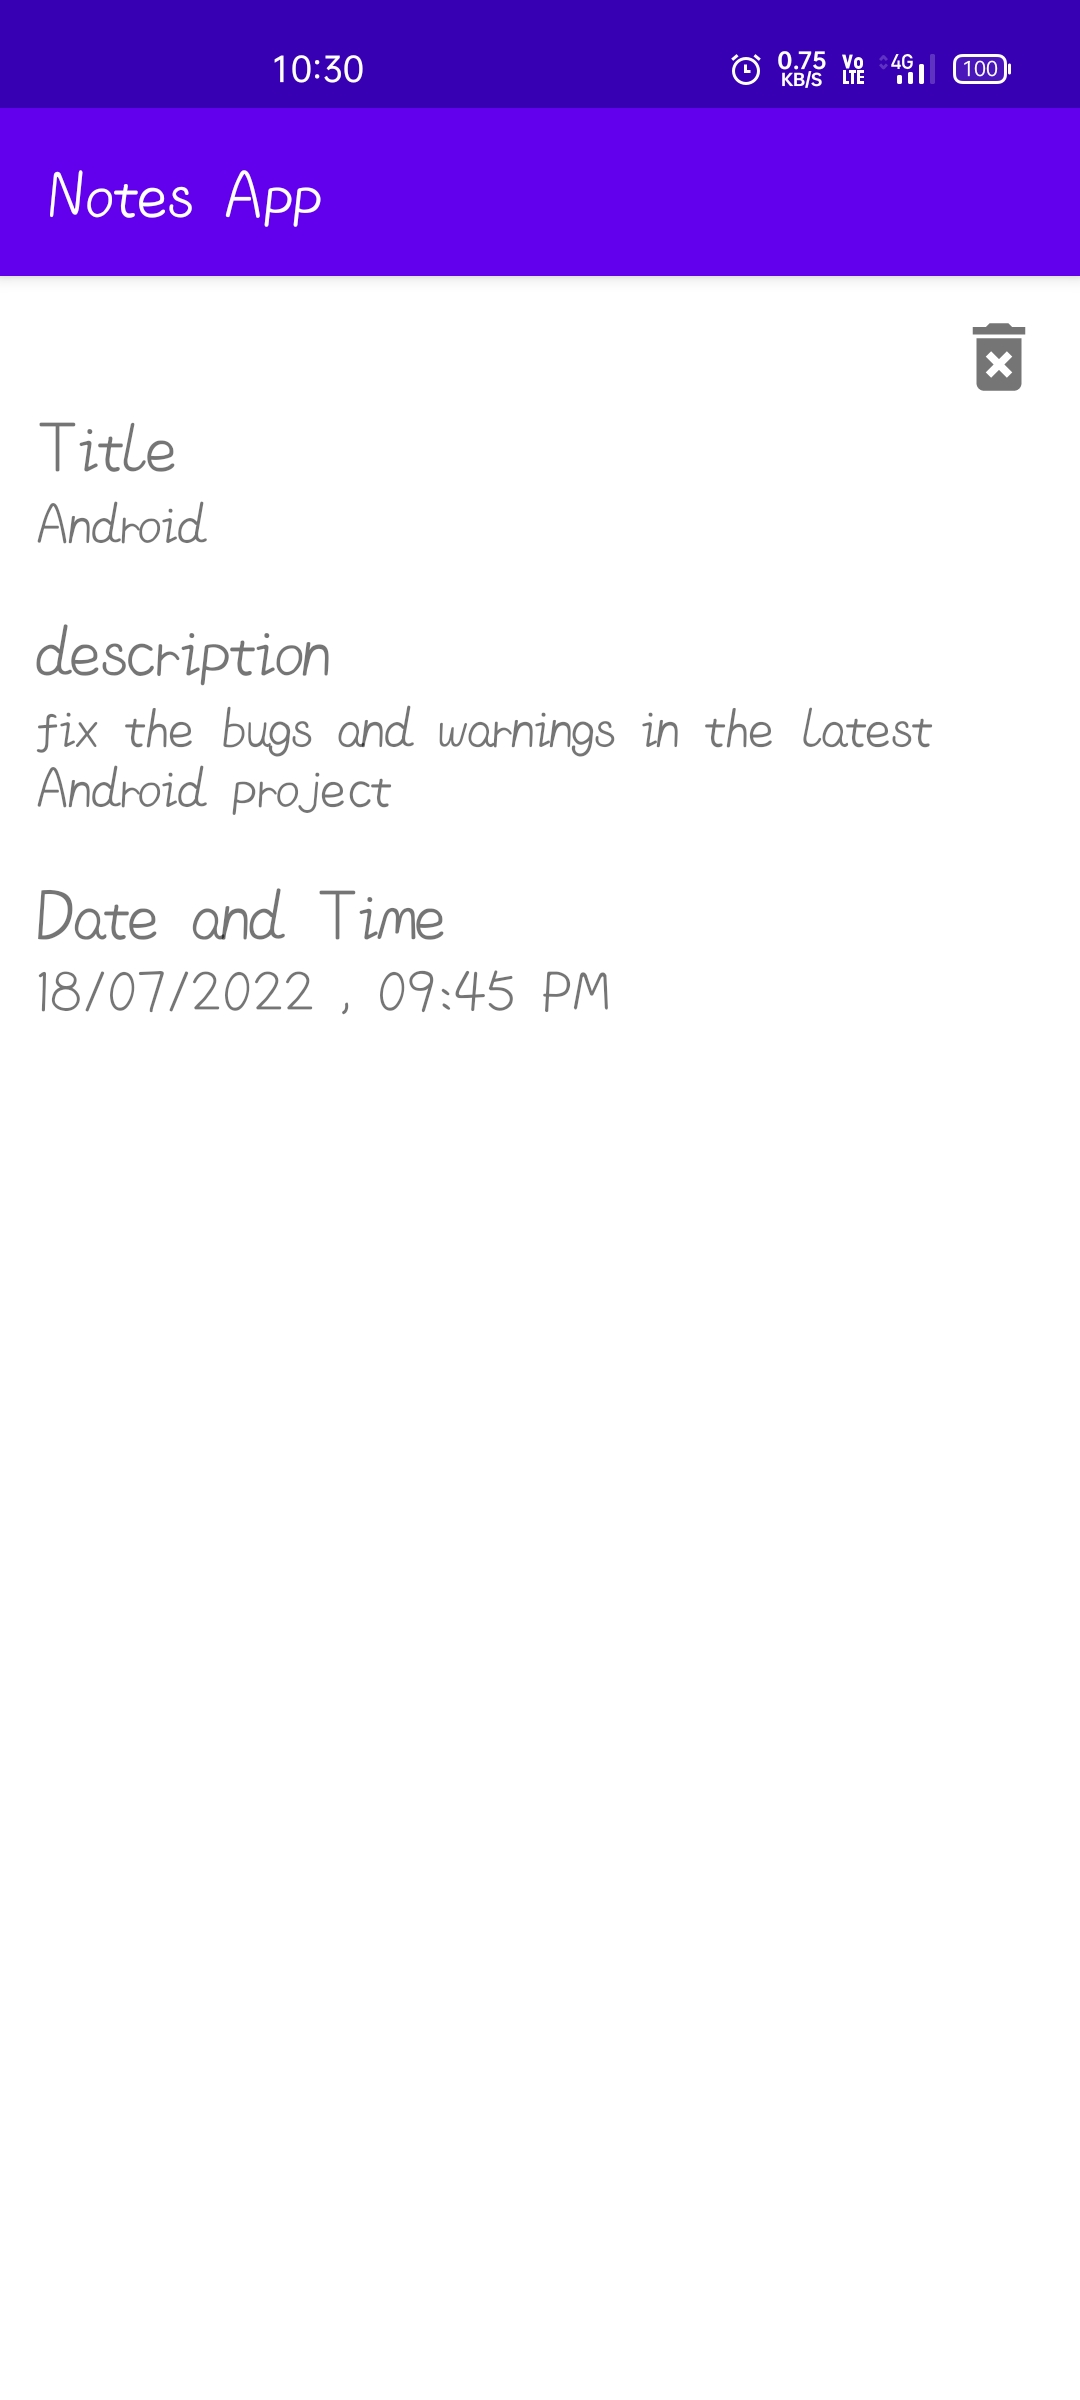 10:30 0.75 KB/S Vo LTE 4G 100
Notes App
Title
Android
description
fix the bugs and warnings in the latest
Android project
Date and Time
18/07/2022 , 09:45 PM